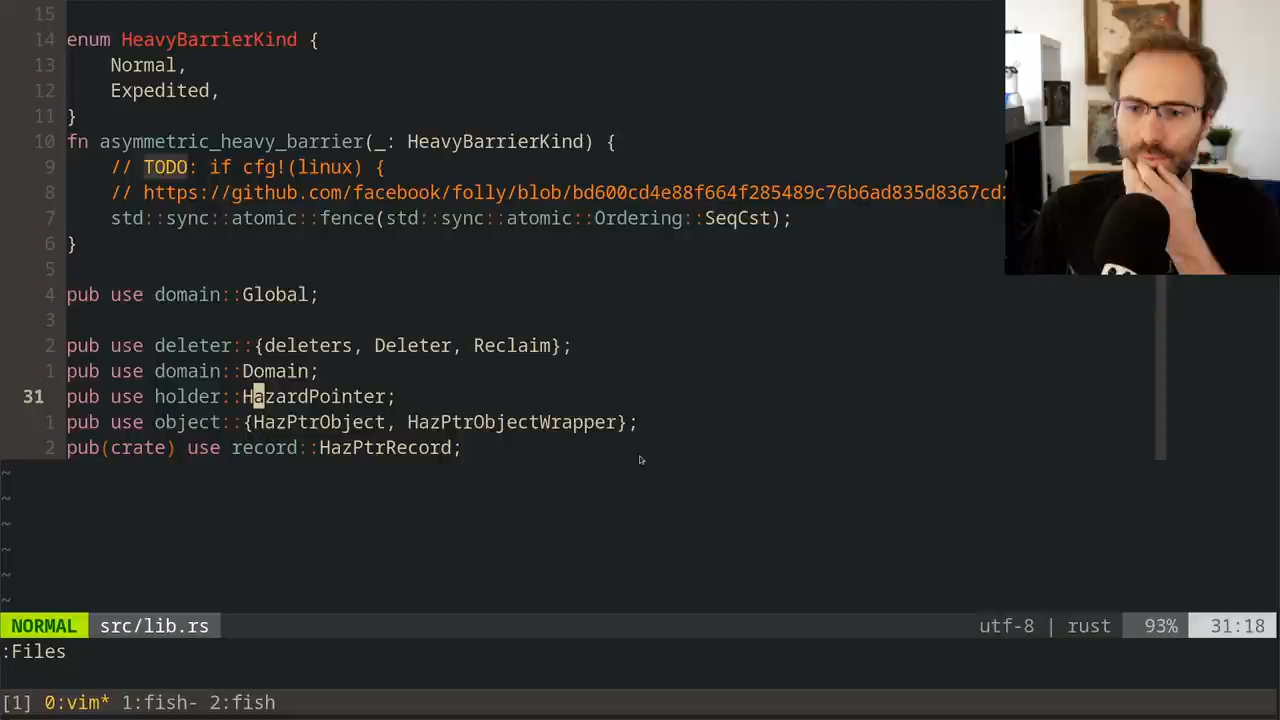 15
14 enum HeavyBarrierKind {
13 Normal,
12 Expedited,
11 }
10 fn asymmetric_heavy_barrier(_: HeavyBarrierKind) {
9 // TODO: if cfg!(linux) {
8 // https://github.com/facebook/folly/blob/bd600cd4e88f664f285489c76b6ad835d8367cd2
7 std::sync::atomic::fence(std::sync::atomic::Ordering::SeqCst);
6 }
5
4 pub use domain::Global;
3
2 pub use deleter::{deleters, Deleter, Reclaim};
1 pub use domain::Domain;
31 pub use holder::HazardPointer;
1 pub use object::{HazPtrObject, HazPtrObjectWrapper};
2 pub(crate) use record::HazPtrRecord;
~
~
~
~
~
~
NORMAL src/lib.rs utf-8 | rust 93% 31:18
:Files
[1] 0:vim* 1:fish- 2:fish